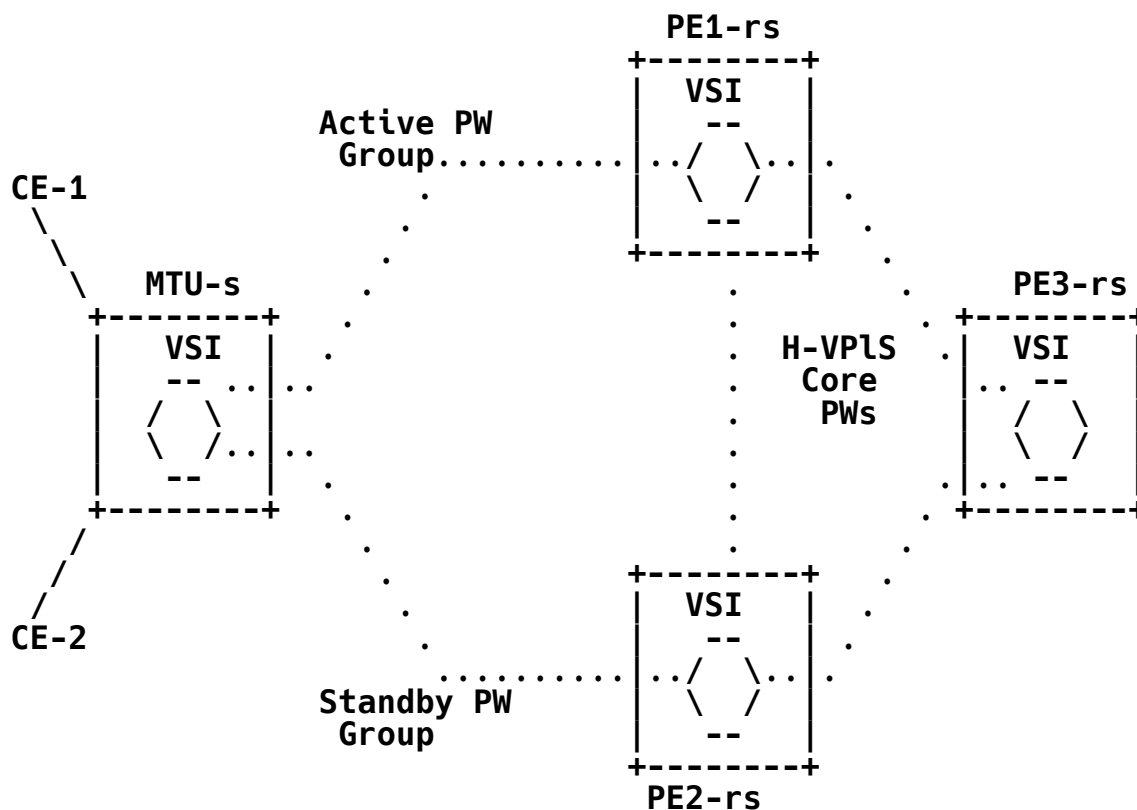 PE1-rs
VSI
Active PW
Group
CE-1
MTU-s
PE3-rs
VSI
H-VPlS
VSI
Core
PWs
VSI
CE-2
Standby PW
Group
PE2-rs